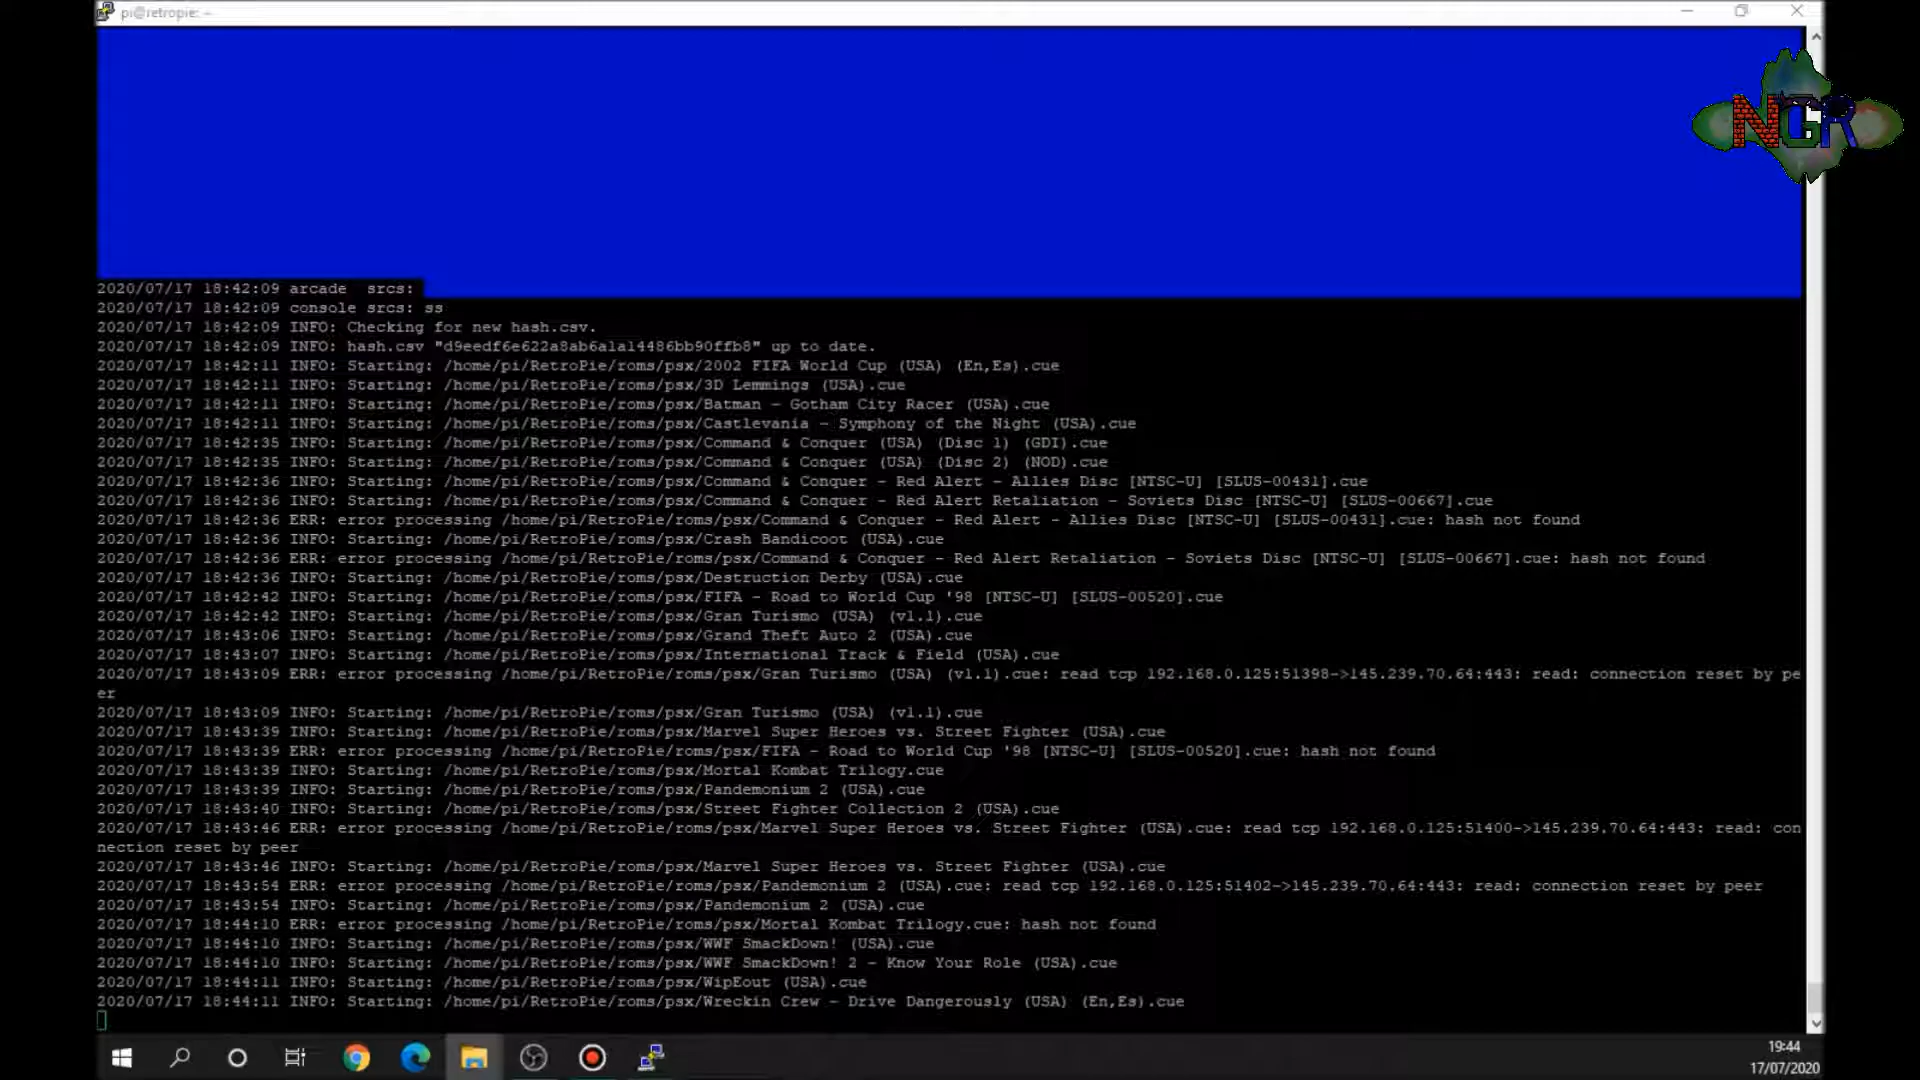 pi@retropie: ~
NGR
2020/07/17 18:42:09 arcade  srcs:
2020/07/17 18:42:09 console srcs: ss
2020/07/17 18:42:09 INFO: Checking for new hash.csv.
2020/07/17 18:42:09 INFO: hash.csv "d9eedf6e622a8ab6a1a14486bb90ffb8" up to date.
2020/07/17 18:42:11 INFO: Starting: /home/pi/RetroPie/roms/psx/2002 FIFA World Cup (USA) (En,Es).cue
2020/07/17 18:42:11 INFO: Starting: /home/pi/RetroPie/roms/psx/3D Lemmings (USA).cue
2020/07/17 18:42:11 INFO: Starting: /home/pi/RetroPie/roms/psx/Batman - Gotham City Racer (USA).cue
2020/07/17 18:42:11 INFO: Starting: /home/pi/RetroPie/roms/psx/Castlevania - Symphony of the Night (USA).cue
2020/07/17 18:42:35 INFO: Starting: /home/pi/RetroPie/roms/psx/Command & Conquer (USA) (Disc 1) (GDI).cue
2020/07/17 18:42:35 INFO: Starting: /home/pi/RetroPie/roms/psx/Command & Conquer (USA) (Disc 2) (NOD).cue
2020/07/17 18:42:36 INFO: Starting: /home/pi/RetroPie/roms/psx/Command & Conquer - Red Alert - Allies Disc [NTSC-U] [SLUS-00431].cue
2020/07/17 18:42:36 INFO: Starting: /home/pi/RetroPie/roms/psx/Command & Conquer - Red Alert Retaliation - Soviets Disc [NTSC-U] [SLUS-00667].cue
2020/07/17 18:42:36 ERR: error processing /home/pi/RetroPie/roms/psx/Command & Conquer - Red Alert - Allies Disc [NTSC-U] [SLUS-00431].cue: hash not found
2020/07/17 18:42:36 INFO: Starting: /home/pi/RetroPie/roms/psx/Crash Bandicoot (USA).cue
2020/07/17 18:42:36 ERR: error processing /home/pi/RetroPie/roms/psx/Command & Conquer - Red Alert Retaliation - Soviets Disc [NTSC-U] [SLUS-00667].cue: hash not found
2020/07/17 18:42:36 INFO: Starting: /home/pi/RetroPie/roms/psx/Destruction Derby (USA).cue
2020/07/17 18:42:42 INFO: Starting: /home/pi/RetroPie/roms/psx/FIFA - Road to World Cup '98 [NTSC-U] [SLUS-00520].cue
2020/07/17 18:42:42 INFO: Starting: /home/pi/RetroPie/roms/psx/Gran Turismo (USA) (v1.1).cue
2020/07/17 18:43:06 INFO: Starting: /home/pi/RetroPie/roms/psx/Grand Theft Auto 2 (USA).cue
2020/07/17 18:43:07 INFO: Starting: /home/pi/RetroPie/roms/psx/International Track & Field (USA).cue
2020/07/17 18:43:09 ERR: error processing /home/pi/RetroPie/roms/psx/Gran Turismo (USA) (v1.1).cue: read tcp 192.168.0.125:51398->145.239.70.64:443: read: connection reset by pe
er
2020/07/17 18:43:09 INFO: Starting: /home/pi/RetroPie/roms/psx/Gran Turismo (USA) (v1.1).cue
2020/07/17 18:43:39 INFO: Starting: /home/pi/RetroPie/roms/psx/Marvel Super Heroes vs. Street Fighter (USA).cue
2020/07/17 18:43:39 ERR: error processing /home/pi/RetroPie/roms/psx/FIFA - Road to World Cup '98 [NTSC-U] [SLUS-00520].cue: hash not found
2020/07/17 18:43:39 INFO: Starting: /home/pi/RetroPie/roms/psx/Mortal Kombat Trilogy.cue
2020/07/17 18:43:39 INFO: Starting: /home/pi/RetroPie/roms/psx/Pandemonium 2 (USA).cue
2020/07/17 18:43:40 INFO: Starting: /home/pi/RetroPie/roms/psx/Street Fighter Collection 2 (USA).cue
2020/07/17 18:43:46 ERR: error processing /home/pi/RetroPie/roms/psx/Marvel Super Heroes vs. Street Fighter (USA).cue: read tcp 192.168.0.125:51400->145.239.70.64:443: read: con
nection reset by peer
2020/07/17 18:43:46 INFO: Starting: /home/pi/RetroPie/roms/psx/Marvel Super Heroes vs. Street Fighter (USA).cue
2020/07/17 18:43:54 ERR: error processing /home/pi/RetroPie/roms/psx/Pandemonium 2 (USA).cue: read tcp 192.168.0.125:51402->145.239.70.64:443: read: connection reset by peer
2020/07/17 18:43:54 INFO: Starting: /home/pi/RetroPie/roms/psx/Pandemonium 2 (USA).cue
2020/07/17 18:44:10 ERR: error processing /home/pi/RetroPie/roms/psx/Mortal Kombat Trilogy.cue: hash not found
2020/07/17 18:44:10 INFO: Starting: /home/pi/RetroPie/roms/psx/WWF SmackDown! (USA).cue
2020/07/17 18:44:10 INFO: Starting: /home/pi/RetroPie/roms/psx/WWF SmackDown! 2 - Know Your Role (USA).cue
2020/07/17 18:44:11 INFO: Starting: /home/pi/RetroPie/roms/psx/WipEout (USA).cue
2020/07/17 18:44:11 INFO: Starting: /home/pi/RetroPie/roms/psx/Wreckin Crew - Drive Dangerously (USA) (En,Es).cue
19:44
17/07/2020